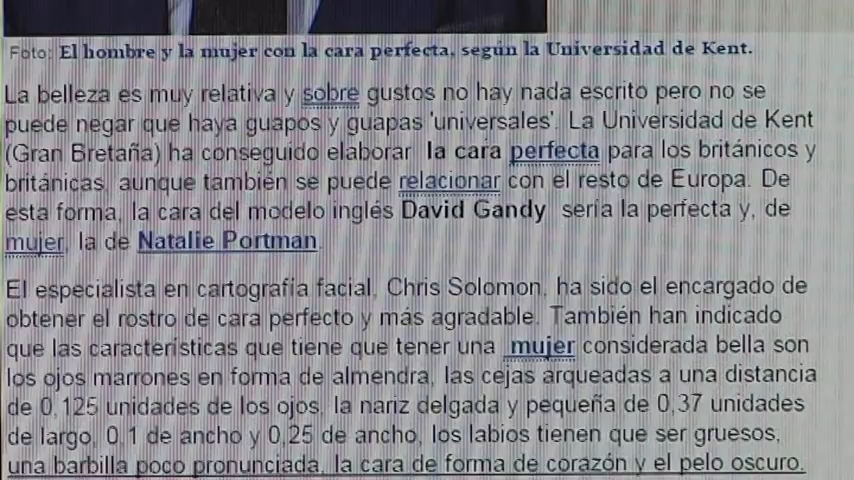 Foto: El hombre y la mujer con la cara perfecta, según la Universidad de Kent.
La belleza es muy relativa y sobre gustos no hay nada escrito pero no se
puede negar que haya guapos y guapas 'universales'. La Universidad de Kent
(Gran Bretaña) ha conseguido elaborar la cara perfecta para los británicos y
británicas, aunque también se puede relacionar con el resto de Europa. De
esta forma, la cara del modelo inglés David Gandy sería la perfecta y, de
mujer, la de Natalie Portman.
El especialista en cartografía facial, Chris Solomon, ha sido el encargado de
obtener el rostro de cara perfecto y más agradable. También han indicado
que las características que tiene que tener una mujer considerada bella son
los ojos marrones en forma de almendra, las cejas arqueadas a una distancia
de 0,125 unidades de los ojos, la nariz delgada y pequeña de 0,37 unidades
de largo, 0,1 de ancho y 0,25 de ancho, los labios tienen que ser gruesos,
una barbilla poco pronunciada, la cara de forma de corazón y el pelo oscuro.